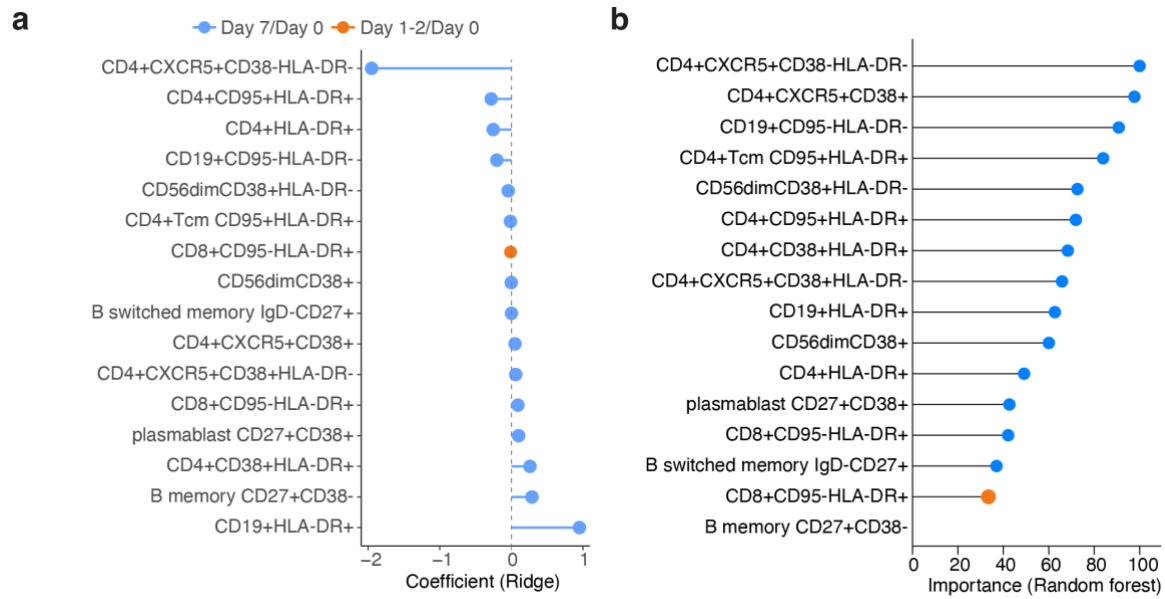 a
Day 7/Day 0 Day 1-2/Day 0
CD4+CXCR5+CD38-HLA-DR-
CD4+CD95+HLA-DR+
CD4+HLA-DR+
CD19+CD95-HLA-DR-
CD56dimCD38+HLA-DR-
CD4+Tcm CD95+HLA-DR+
CD8+CD95-HLA-DR+
CD56dimCD38+
B switched memory IgD-CD27+
CD4+CXCR5+CD38+
CD4+CXCR5+CD38+HLA-DR-
CD8+CD95-HLA-DR+
plasmablast CD27+CD38+
CD4+CD38+HLA-DR+
B memory CD27+CD38-
CD19+HLA-DR+
−2 −1 0 1
Coefficient (Ridge)
b
CD4+CXCR5+CD38-HLA-DR-
CD4+CXCR5+CD38+
CD19+CD95-HLA-DR-
CD4+Tcm CD95+HLA-DR+
CD56dimCD38+HLA-DR-
CD4+CD95+HLA-DR+
CD4+CD38+HLA-DR+
CD4+CXCR5+CD38+HLA-DR-
CD19+HLA-DR+
CD56dimCD38+
CD4+HLA-DR+
plasmablast CD27+CD38+
CD8+CD95-HLA-DR+
B switched memory IgD-CD27+
CD8+CD95-HLA-DR+
B memory CD27+CD38-
0 20 40 60 80 100
Importance (Random forest)